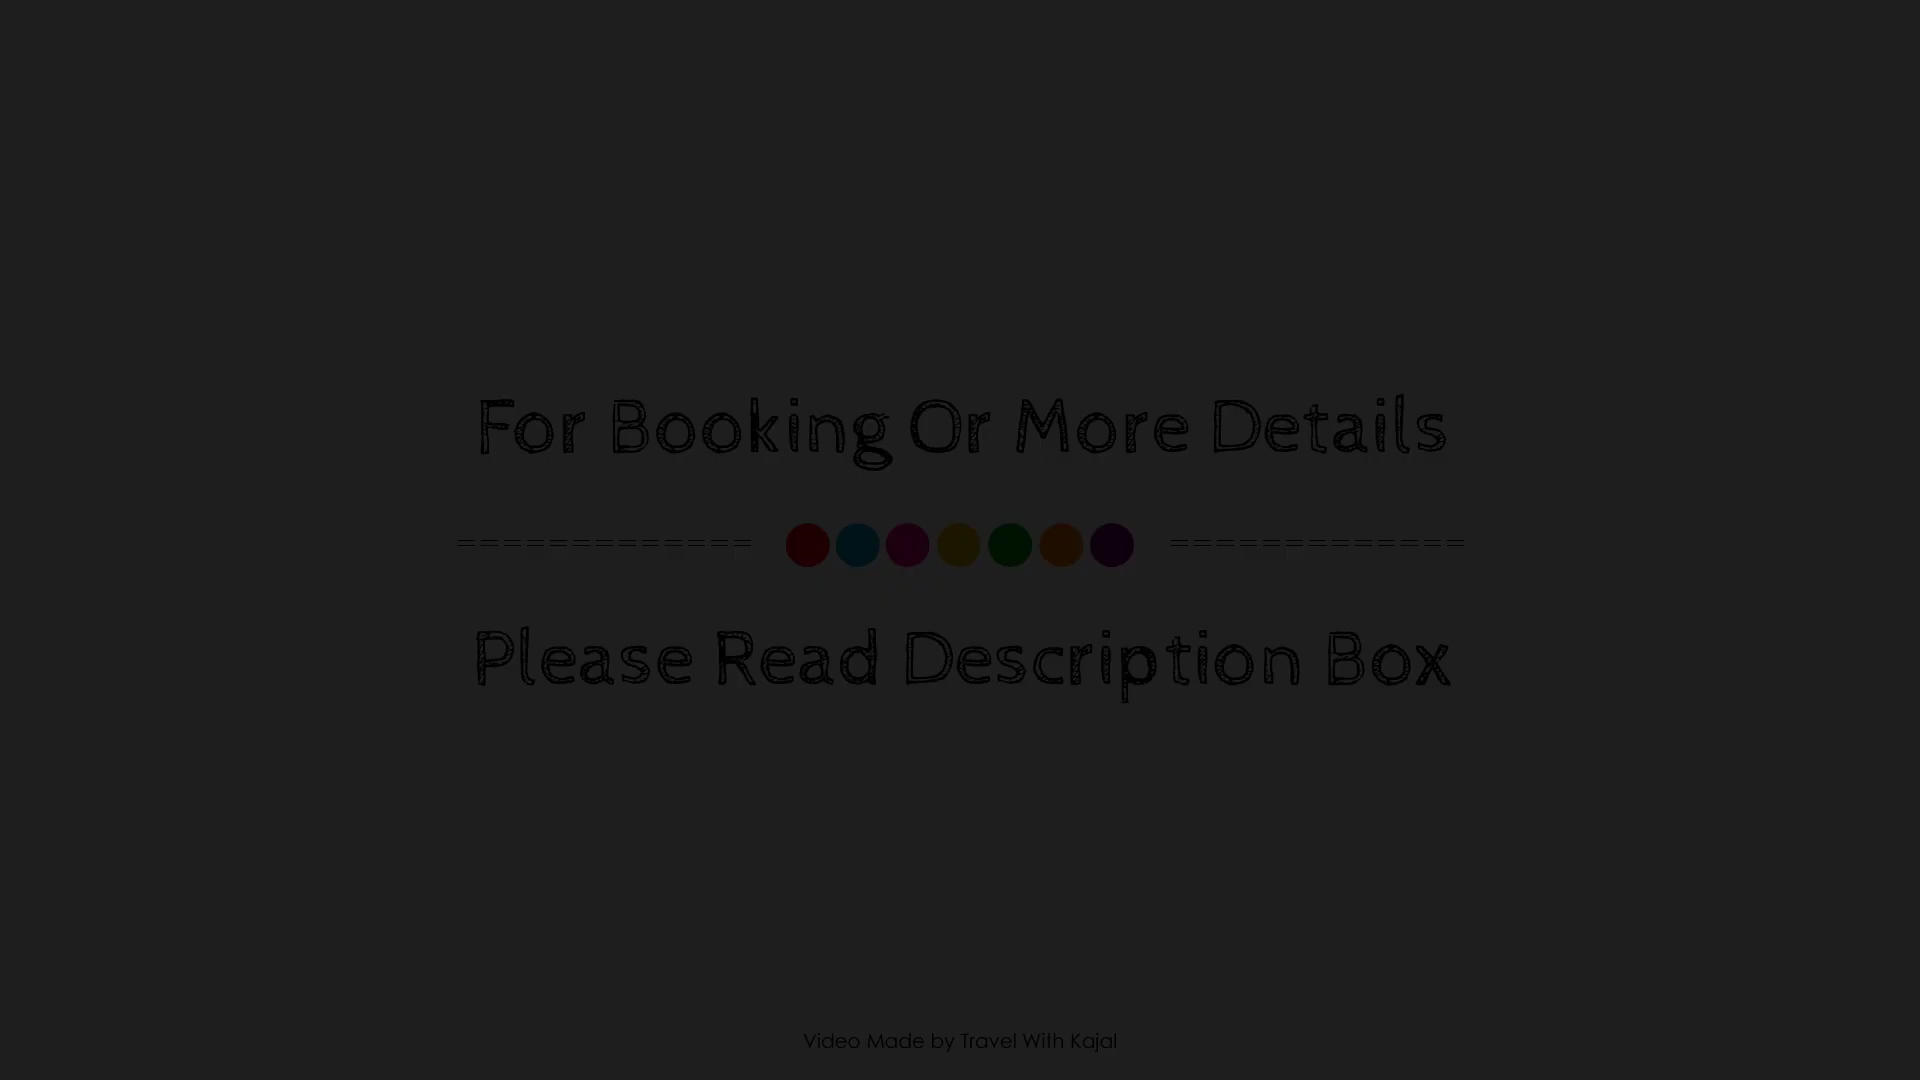 For Booking Or More Details
============= =============
Please Read Description Box
Video Made by Travel With Kajal